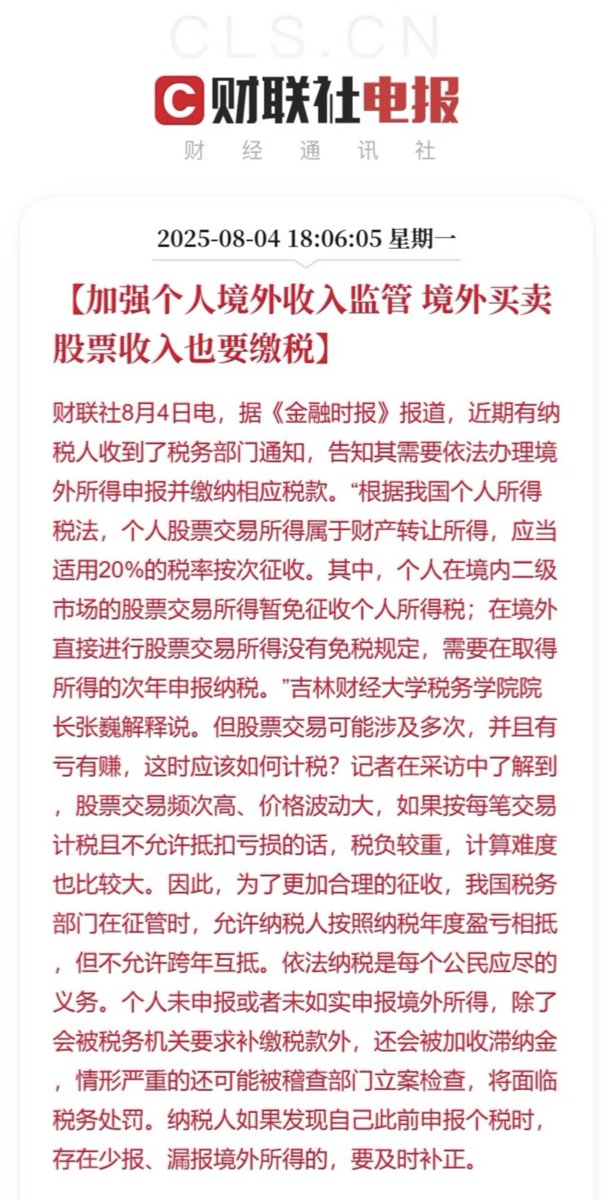 CLS.CN
C 财联社电报
财经通讯社
2025-08-04 18:06:05 星期一
【加强个人境外收入监管 境外买卖
股票收入也要缴税】
财联社8月4日电，据《金融时报》报道，近期有纳
税人收到了税务部门通知，告知其需要依法办理境
外所得申报并缴纳相应税款。“根据我国个人所得
税法，个人股票交易所得属于财产转让所得，应当
适用20%的税率按次征收。其中，个人在境内二级
市场的股票交易所得暂免征收个人所得税；在境外
直接进行股票交易所得没有免税规定，需要在取得
所得的次年申报纳税。”吉林财经大学税务学院院
长张巍解释说。但股票交易可能涉及多次，并且有
亏有赚，这时应该如何计税？记者在采访中了解到
，股票交易频次高、价格波动大，如果按每笔交易
计税且不允许抵扣亏损的话，税负较重，计算难度
也比较大。因此，为了更加合理的征收，我国税务
部门在征管时，允许纳税人按照纳税年度盈亏相抵
，但不允许跨年互抵。依法纳税是每个公民应尽的
义务。个人未申报或者未如实申报境外所得，除了
会被税务机关要求补缴税款外，还会被加收滞纳金
，情形严重的还可能被稽查部门立案检查，将面临
税务处罚。纳税人如果发现自己此前申报个税时，
存在少报、漏报境外所得的，要及时补正。